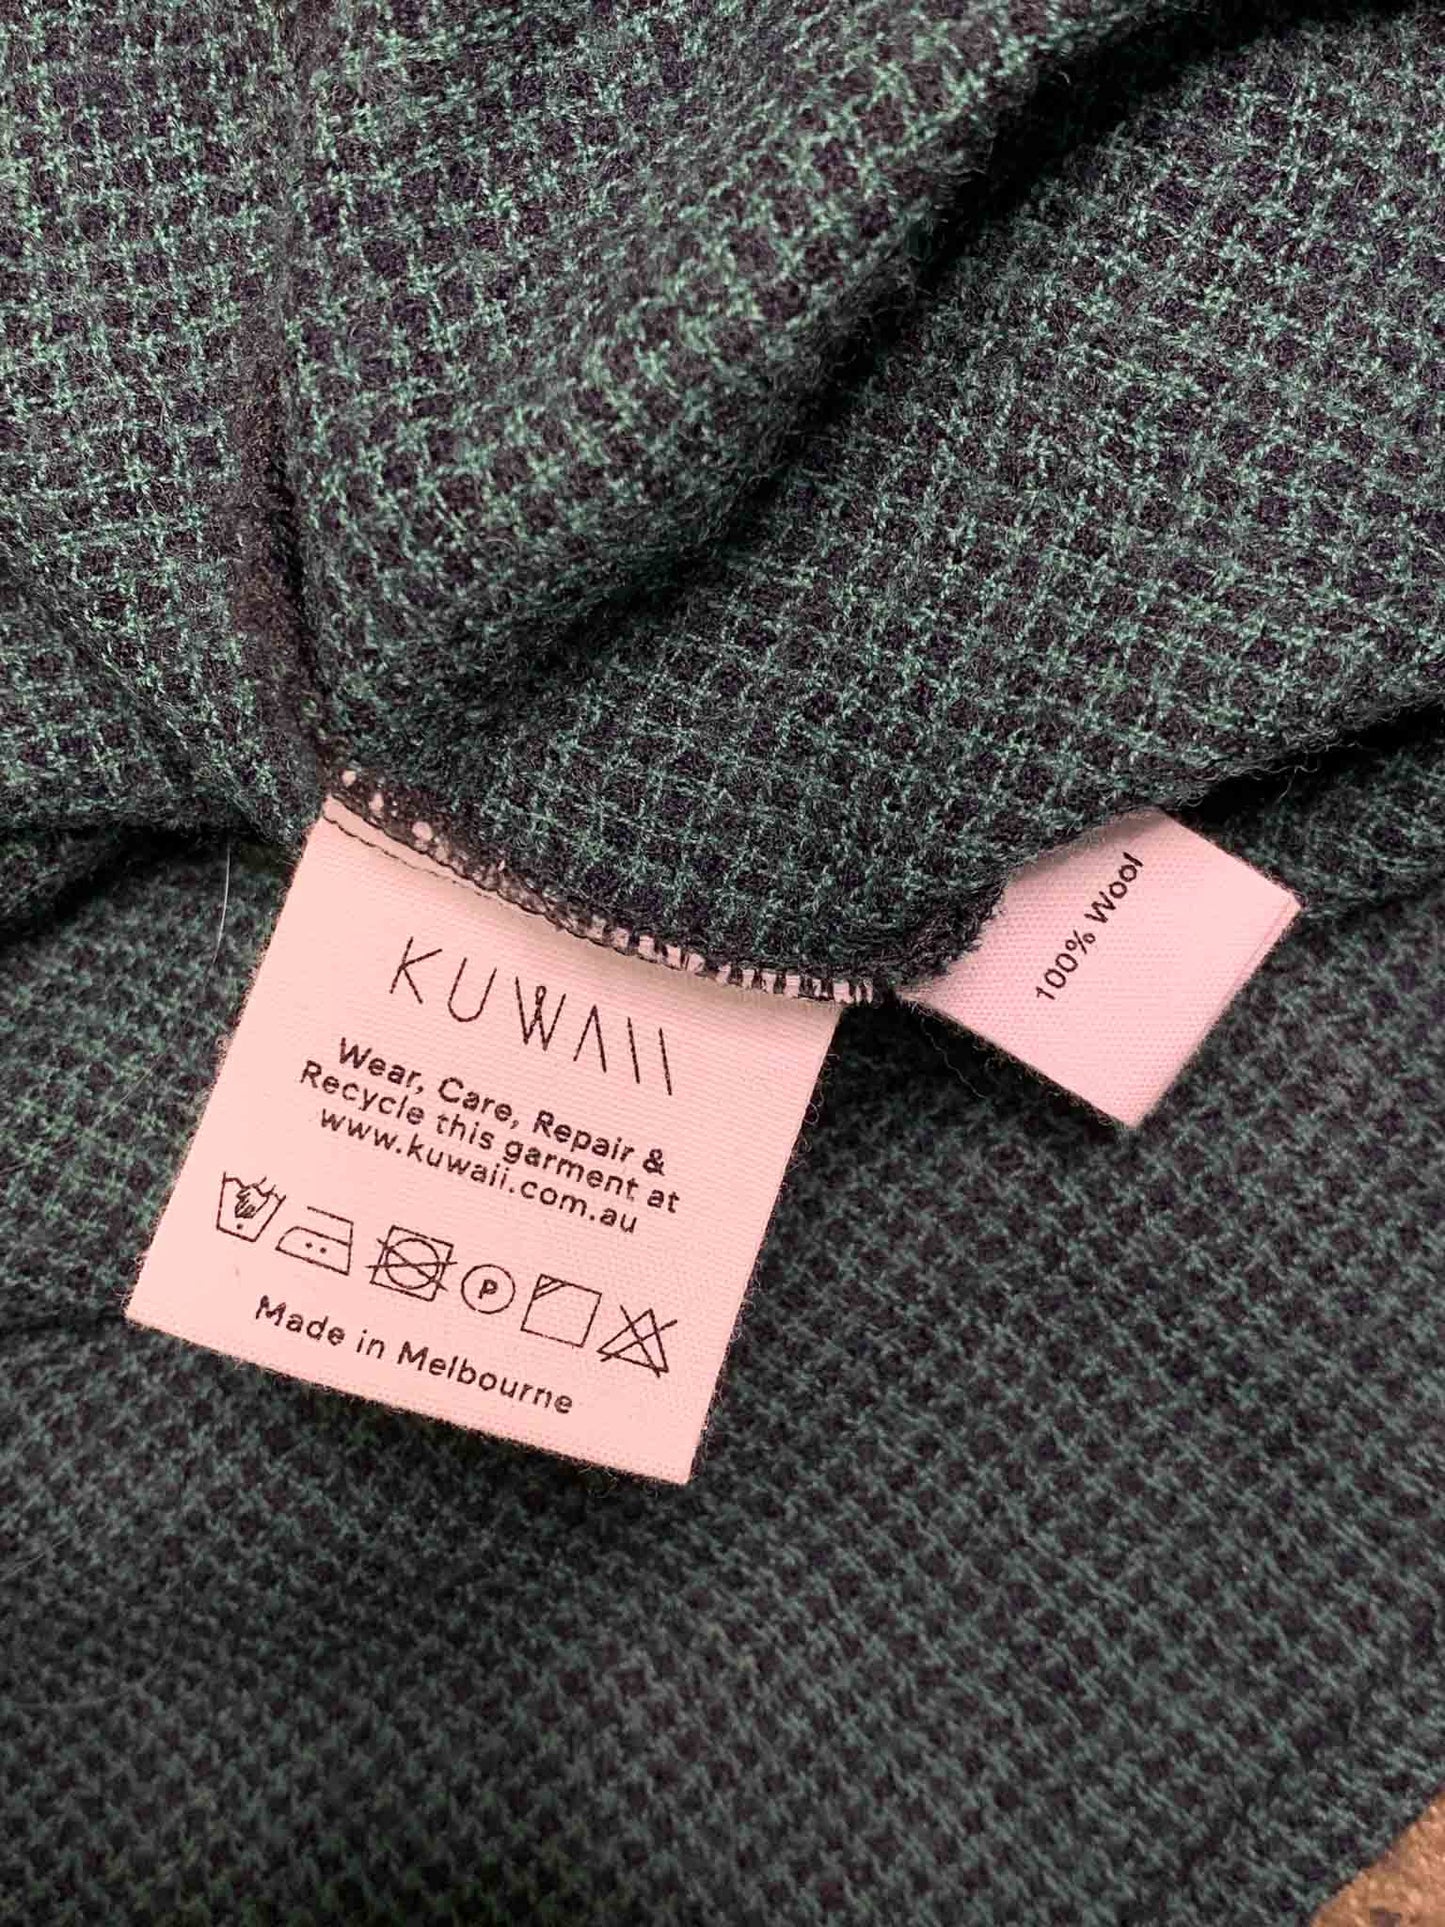 KUWAII
Wear, Care, Repair &
Recycle this garment at
www.kuwaii.com.au
P
Made in Melbourne
100% Wool